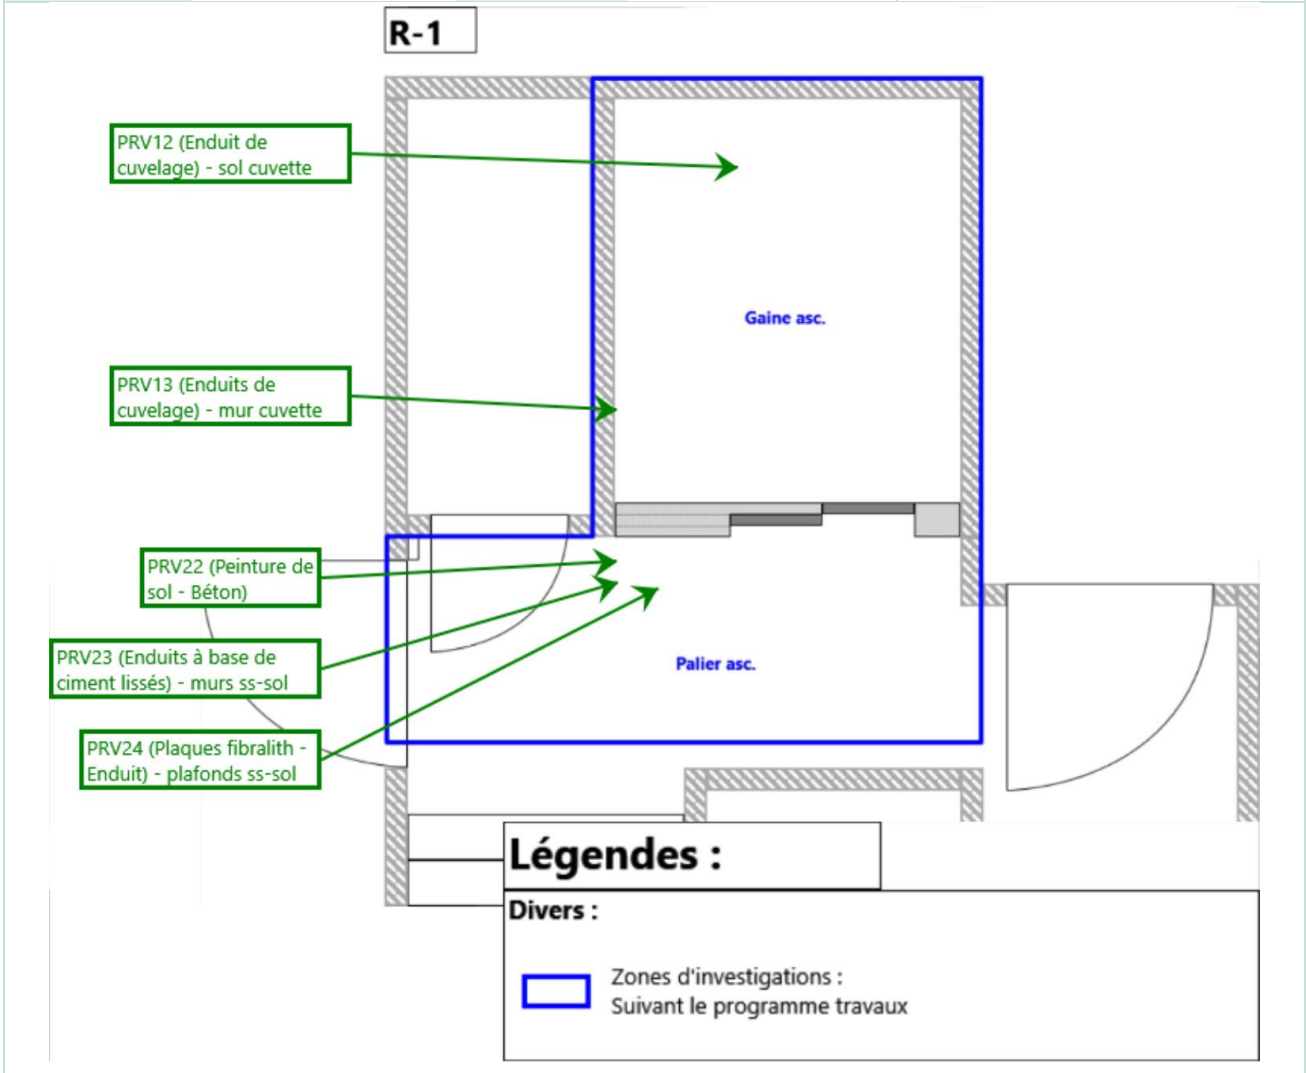 R-1
PRV12 (Enduit de
cuvelage) - sol cuvette
Gaine asc.
PRV13 (Enduits de
cuvelage) - mur cuvette
PRV22 (Peinture de
sol - Béton)
PRV23 (Enduits à base de
ciment lissés) - murs ss-sol
Palier asc.
PRV24 (Plaques fibralith -
Enduit) - plafonds ss-sol
Légendes :
Divers :
Zones d'investigations :
Suivant le programme travaux